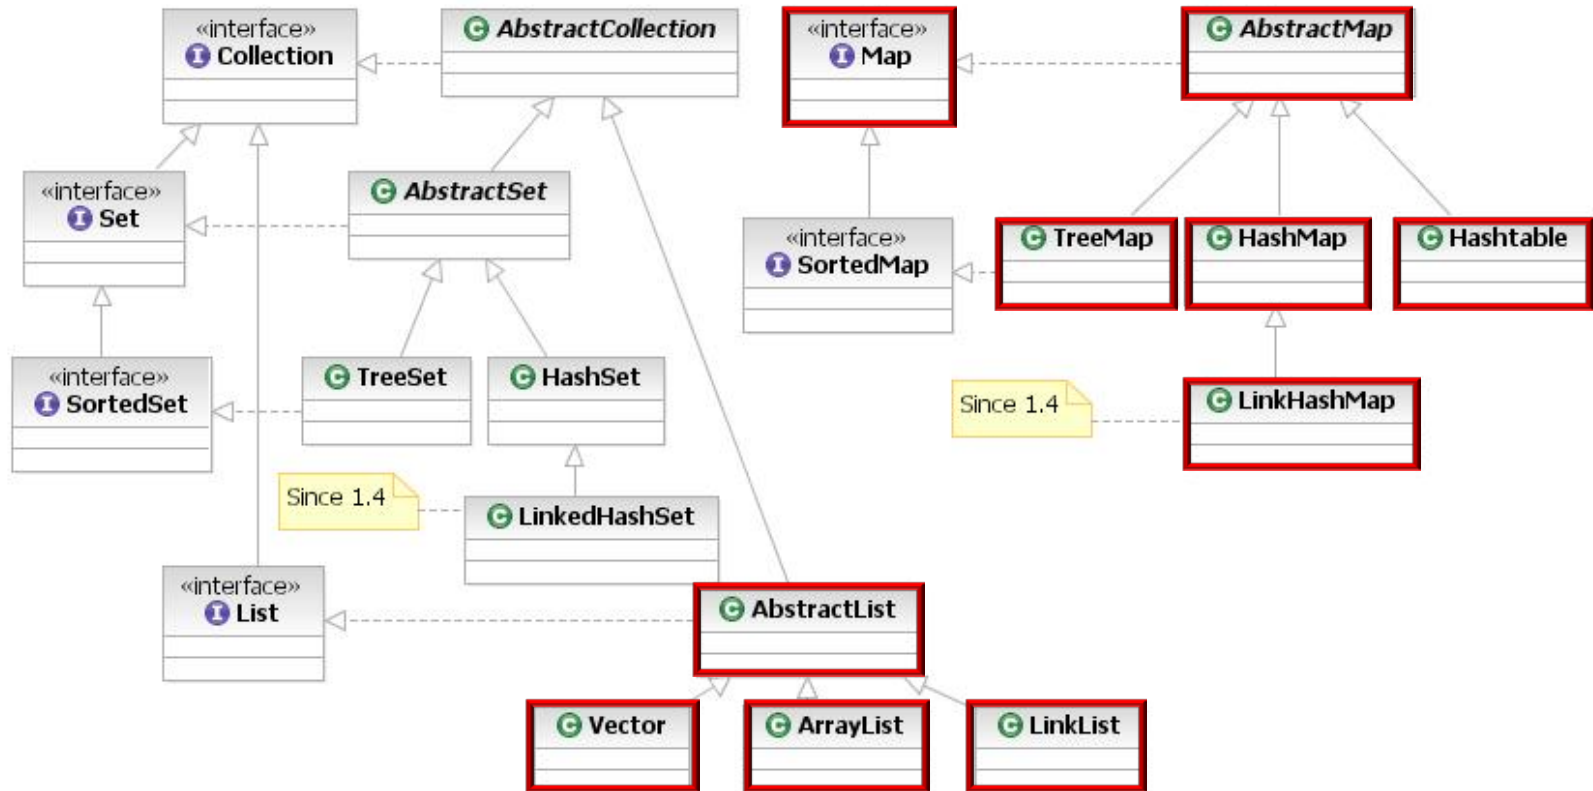 «interface»
Collection
AbstractCollection
«interface»
Map
AbstractMap
«interface»
Set
AbstractSet
«interface»
SortedMap
TreeMap
HashMap
Hashtable
«interface»
SortedSet
TreeSet
HashSet
Since 1.4
LinkHashMap
Since 1.4
LinkedHashSet
«interface»
List
AbstractList
Vector
ArrayList
LinkList